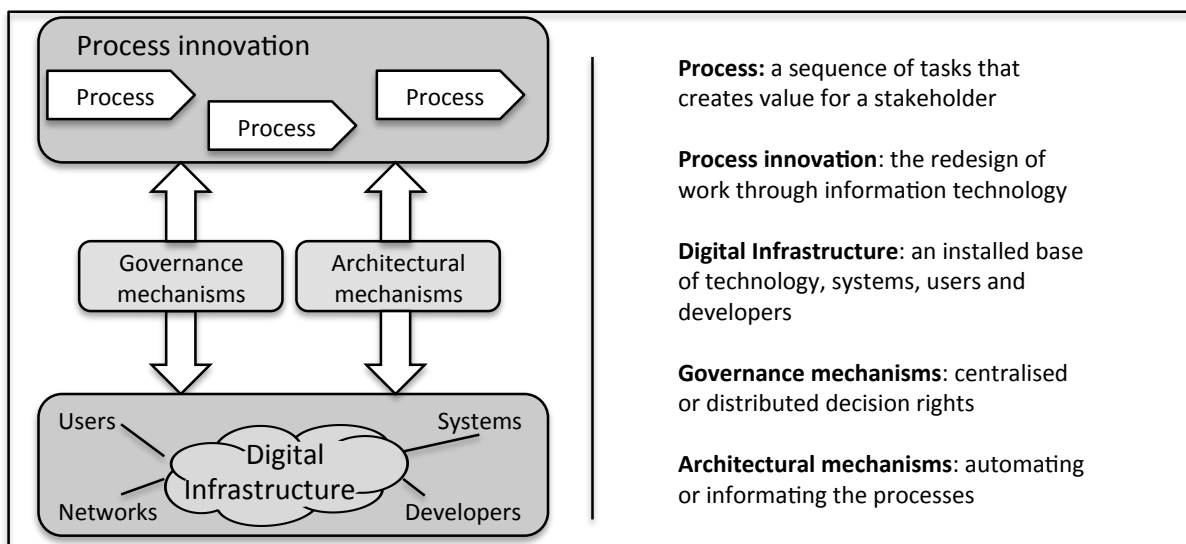 Process innovation
Process
Process
Process
Governance
mechanisms
Architectural
mechanisms
Users
Systems
Digital
Infrastructure
Networks
Developers
Process: a sequence of tasks that
creates value for a stakeholder
Process innovation: the redesign of
work through information technology
Digital Infrastructure: an installed base
of technology, systems, users and
developers
Governance mechanisms: centralised
or distributed decision rights
Architectural mechanisms: automating
or informating the processes